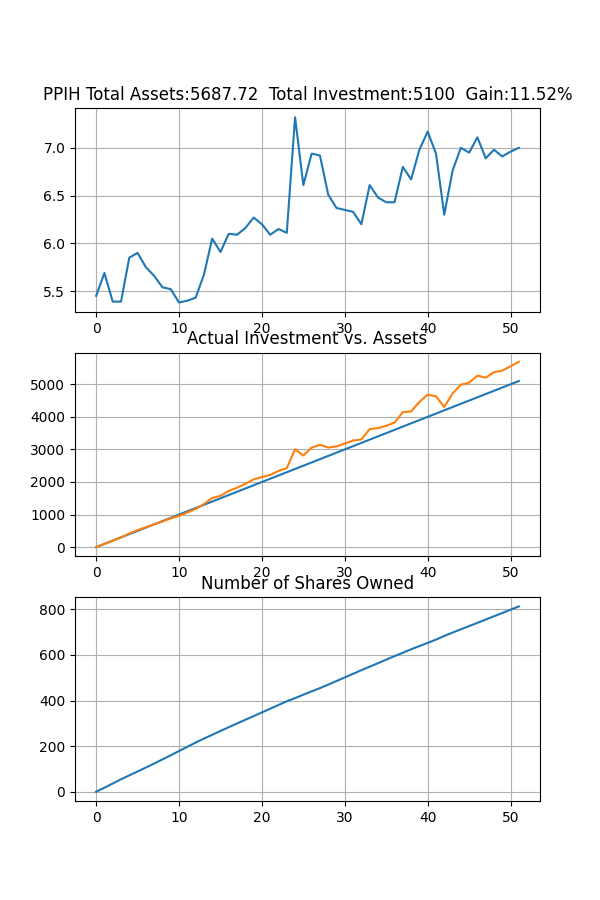 PPIH Total Assets:5687.72  Total Investment:5100  Gain:11.52%
7.0
6.5
6.0
5.5
0 10 20 30 40 50
Actual Investment vs. Assets
5000
4000
3000
2000
1000
0
0 10 20 30 40 50
Number of Shares Owned
800
600
400
200
0
0 10 20 30 40 50